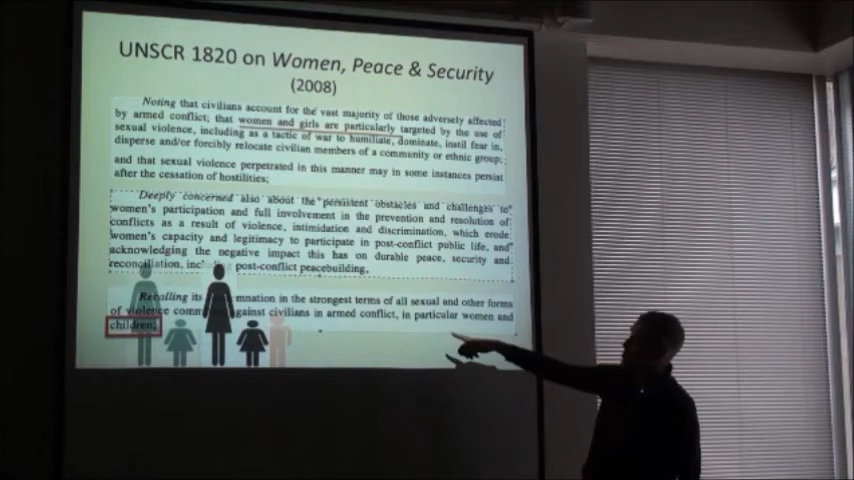 UNSCR 1820 on Women, Peace & Security
(2008)
Noting that civilians account for the vast majority of those adversely affected
by armed conflict; that women and girls are particularly targeted by the use of
sexual violence, including as a tactic of war to humiliate, dominate, instil fear in,
disperse and/or forcibly relocate civilian members of a community or ethnic group;
and that sexual violence perpetrated in this manner may in some instances persist
after the cessation of hostilities;
Deeply concerned also about the persistent obstacles and challenges to
women's participation and full involvement in the prevention and resolution of
conflicts as a result of violence, intimidation and discrimination, which erode
women's capacity and legitimacy to participate in post-conflict public life, and
acknowledging the negative impact this has on durable peace, security and
reconciliation, post-conflict peacebuilding,
Recalling its in the strongest terms of all sexual and other forms
of violence against civilians in armed conflict, in particular women and
children;